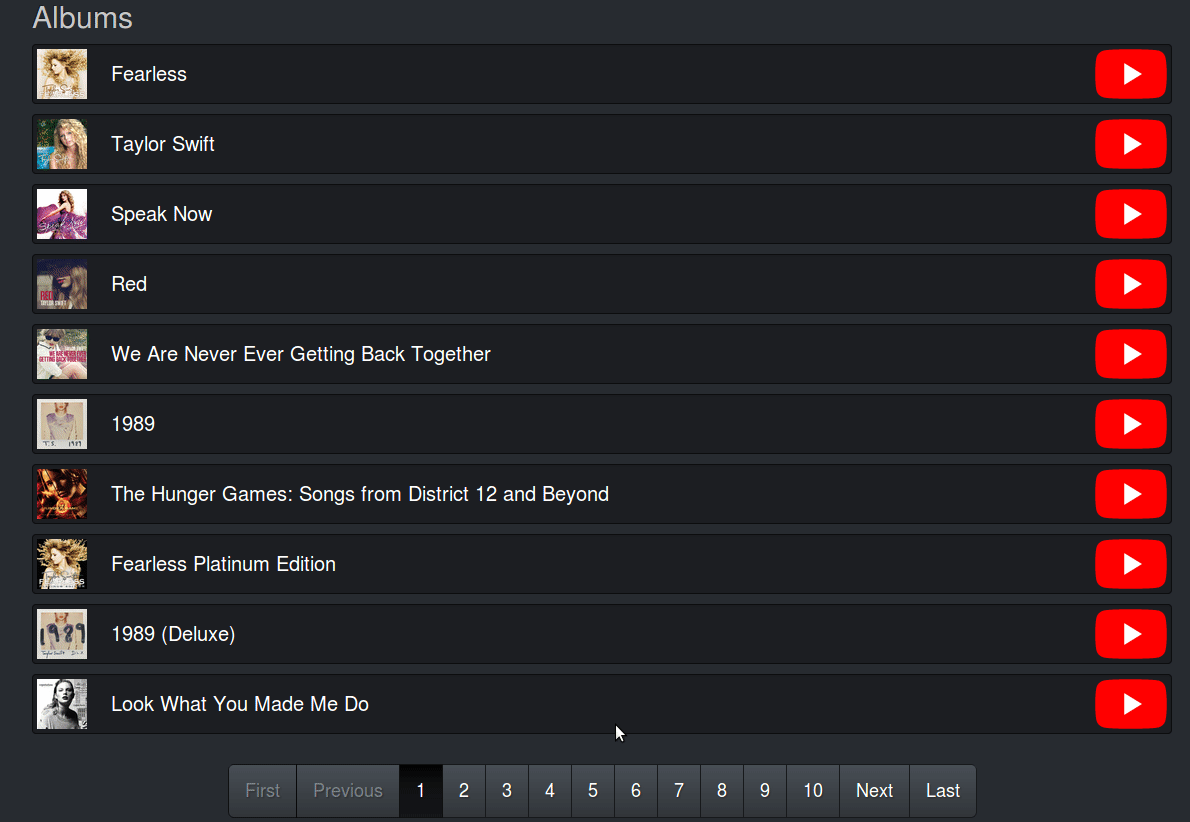 Albums
Fearless
Taylor Swift
Speak Now
Red
We Are Never Ever Getting Back Together
1989
The Hunger Games: Songs from District 12 and Beyond
Fearless Platinum Edition
1989 (Deluxe)
Look What You Made Me Do
First Previous 1 2 3 4 5 6 7 8 9 10 Next Last